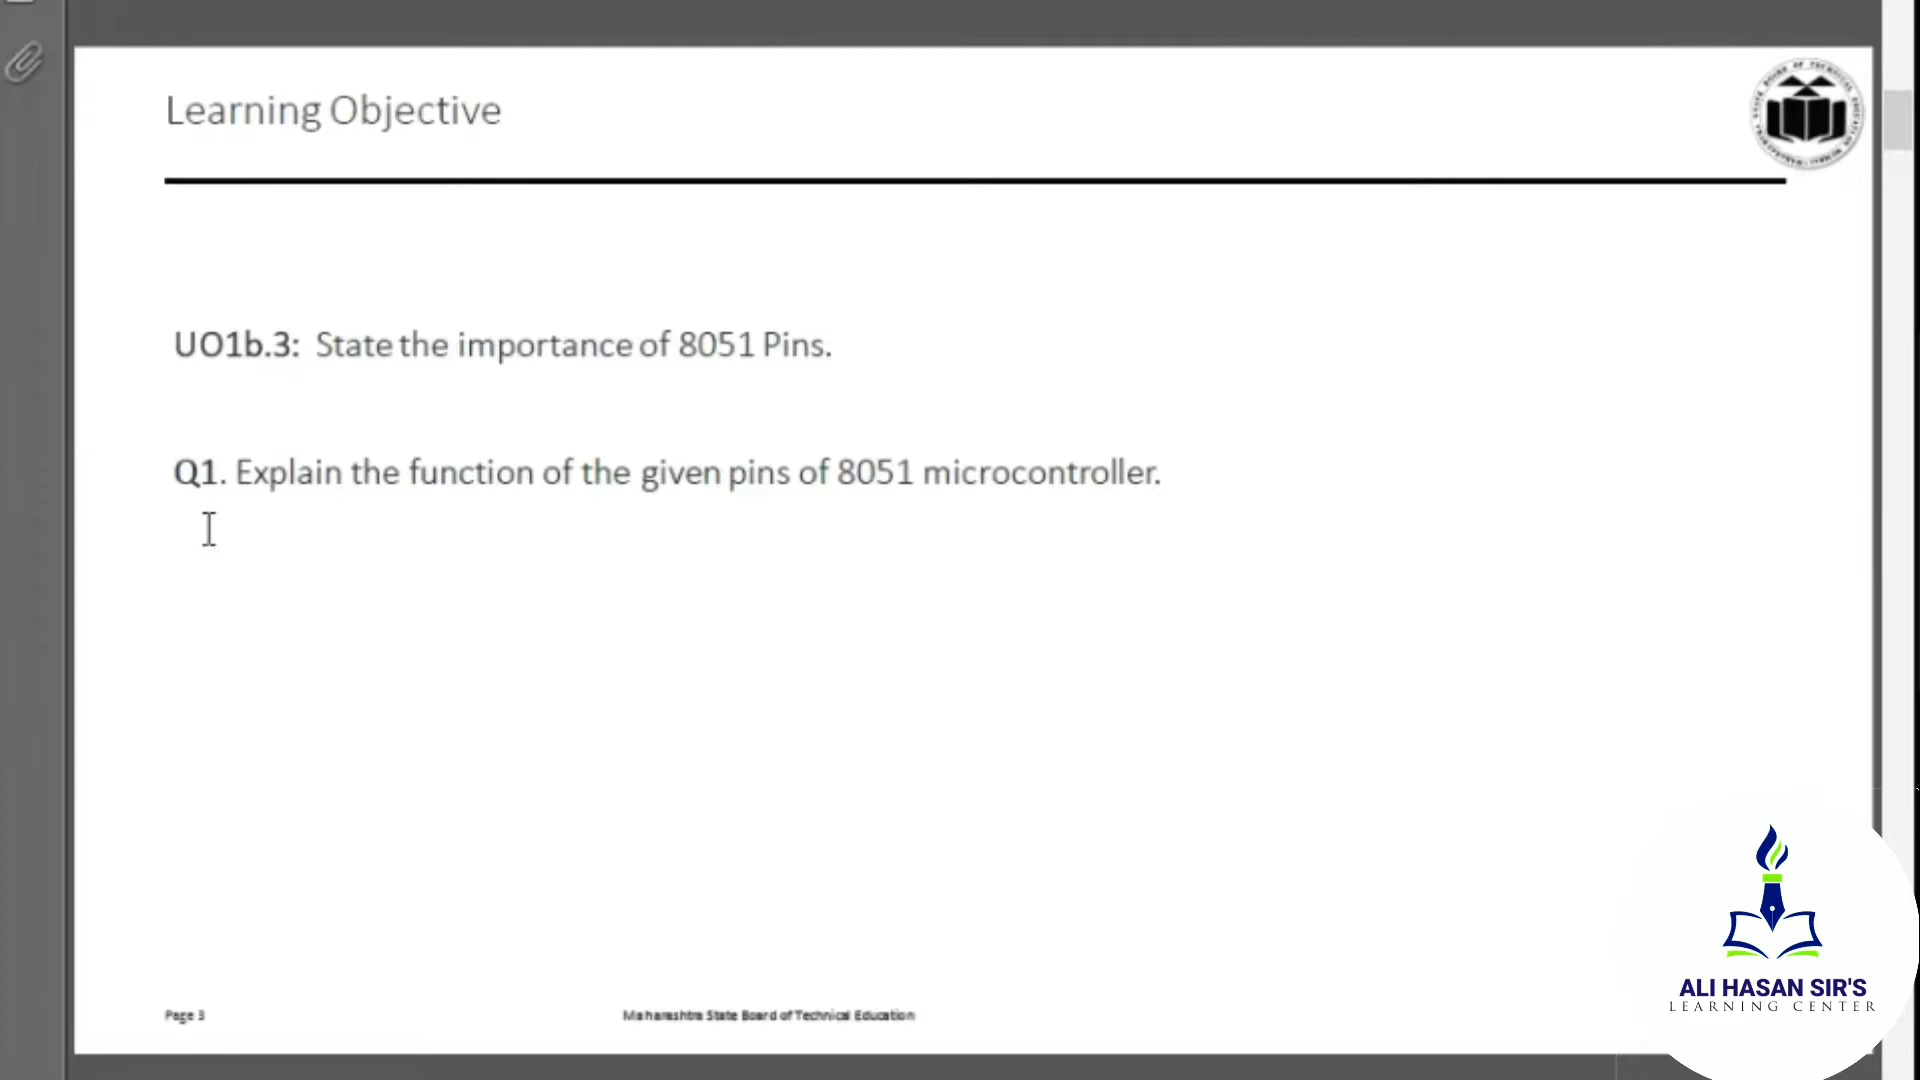 Learning Objective
UO1b.3: State the importance of 8051 Pins.
Q1. Explain the function of the given pins of 8051 microcontroller.
Page 3
Maharashtra State Board of Technical Education
ALI HASAN SIR'S
LEARNING CENTER